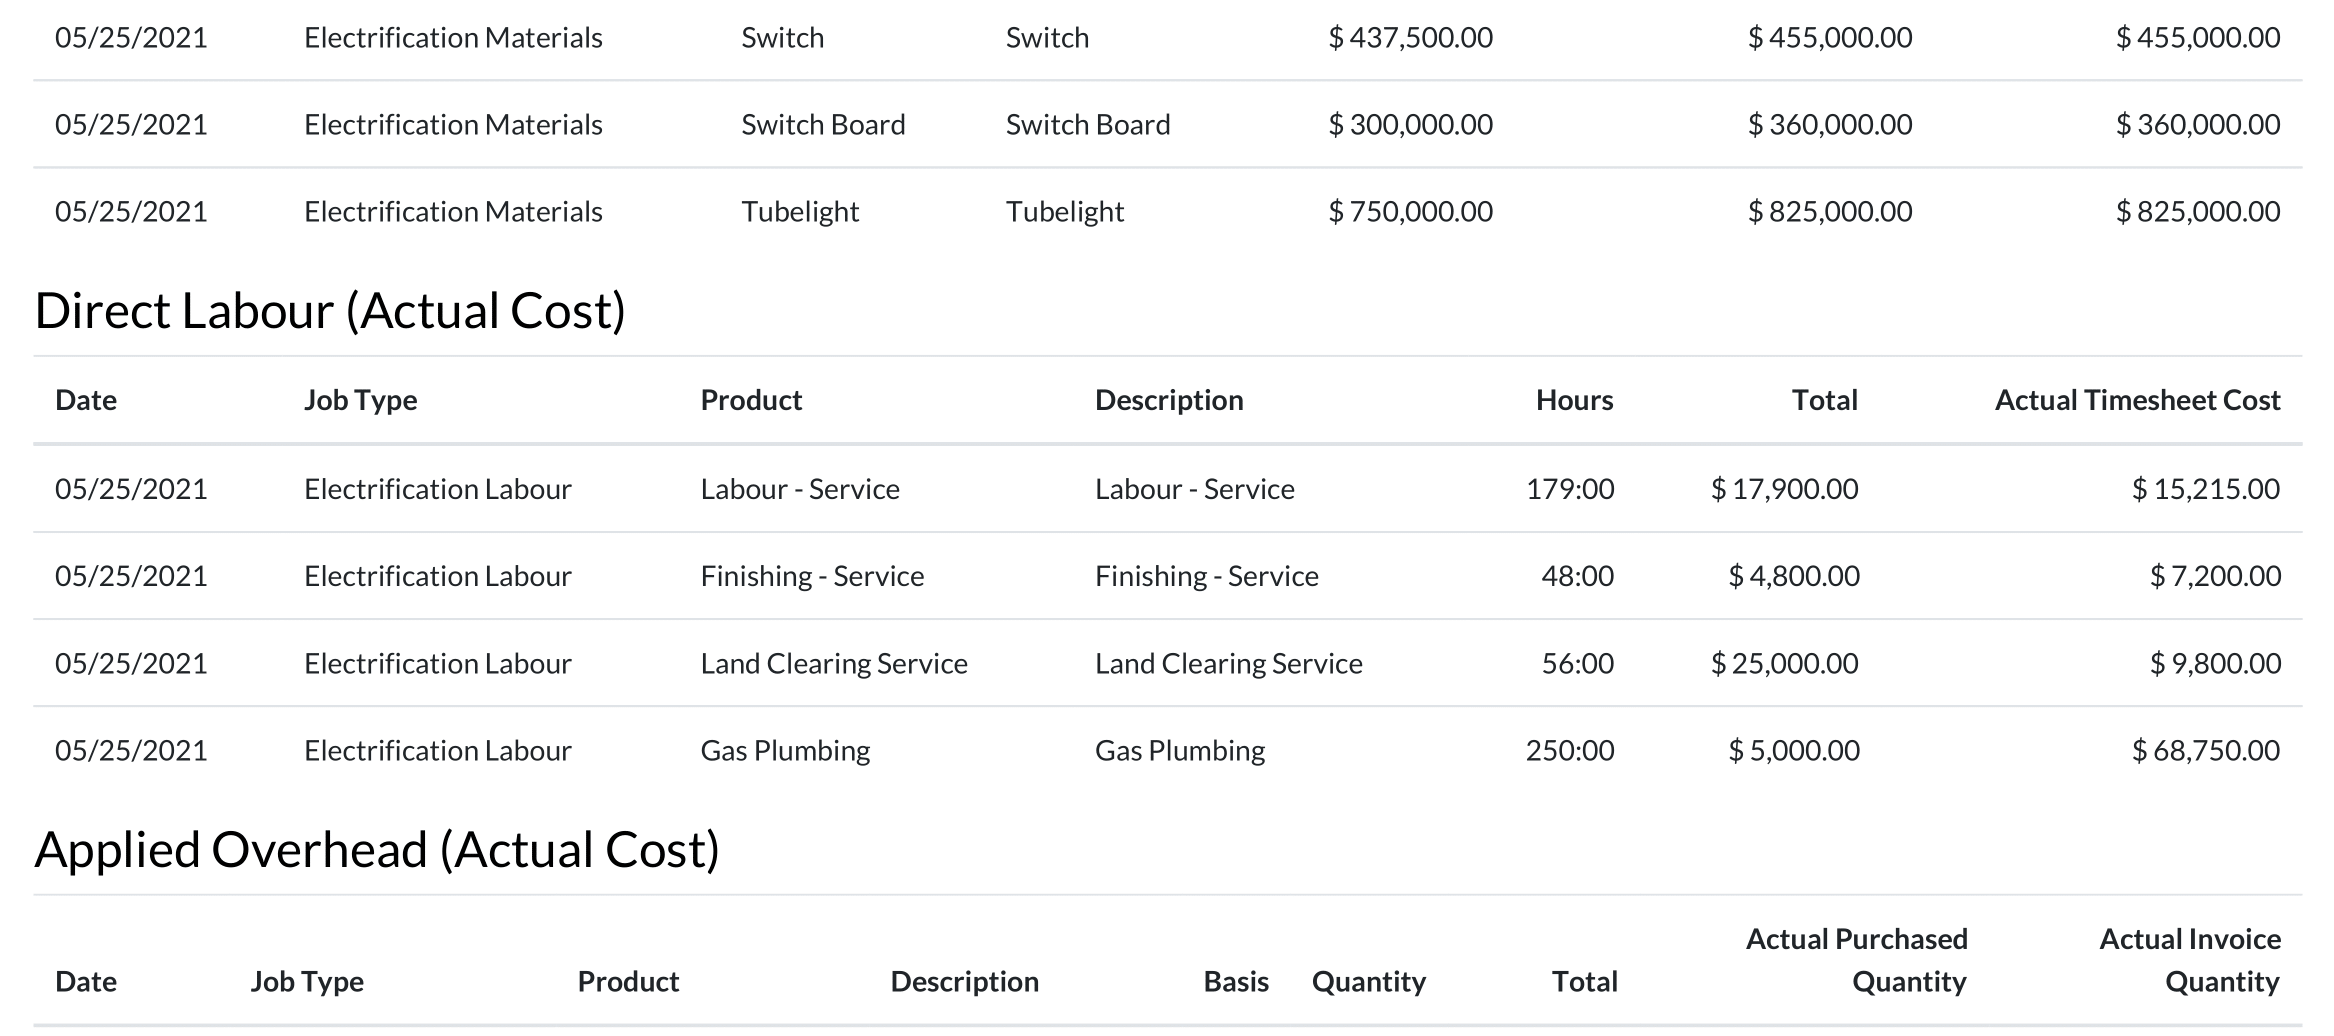 05/25/2021 Electrification Materials Switch Switch $ 437,500.00 $ 455,000.00 $ 455,000.00
05/25/2021 Electrification Materials Switch Board Switch Board $ 300,000.00 $ 360,000.00 $ 360,000.00
05/25/2021 Electrification Materials Tubelight Tubelight $ 750,000.00 $ 825,000.00 $ 825,000.00
Direct Labour (Actual Cost)
Date Job Type Product Description Hours Total Actual Timesheet Cost
05/25/2021 Electrification Labour Labour - Service Labour - Service 179:00 $ 17,900.00 $ 15,215.00
05/25/2021 Electrification Labour Finishing - Service Finishing - Service 48:00 $ 4,800.00 $ 7,200.00
05/25/2021 Electrification Labour Land Clearing Service Land Clearing Service 56:00 $ 25,000.00 $ 9,800.00
05/25/2021 Electrification Labour Gas Plumbing Gas Plumbing 250:00 $ 5,000.00 $ 68,750.00
Applied Overhead (Actual Cost)
Actual Purchased Actual Invoice
Date Job Type Product Description Basis Quantity Total Quantity Quantity